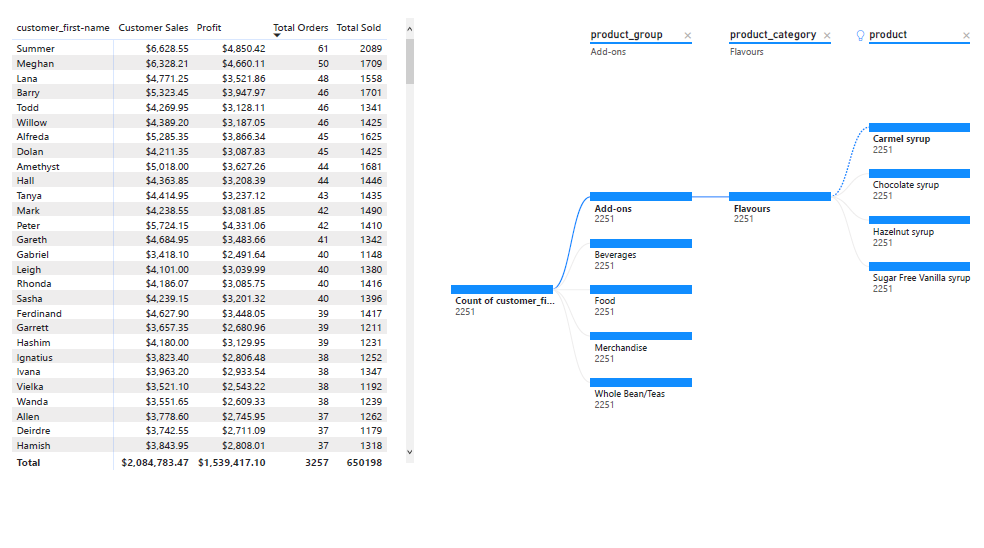 customer_first-name Customer Sales Profit Total Orders Total Sold
Summer $6,628.55 $4,850.42 61 2089
Meghan $6,328.21 $4,660.11 50 1709
Lana $4,771.25 $3,521.86 48 1558
Barry $5,323.45 $3,947.97 46 1701
Todd $4,269.95 $3,128.11 46 1341
Willow $4,389.20 $3,187.05 46 1425
Alfreda $5,285.35 $3,866.34 45 1625
Dolan $4,211.35 $3,087.83 45 1425
Amethyst $5,018.00 $3,627.26 44 1681
Hall $4,363.85 $3,208.39 44 1446
Tanya $4,414.95 $3,237.12 43 1435
Mark $4,238.55 $3,081.85 42 1490
Peter $5,724.15 $4,331.06 42 1410
Gareth $4,684.95 $3,483.66 41 1342
Gabriel $3,418.10 $2,491.64 40 1148
Leigh $4,101.00 $3,039.99 40 1380
Rhonda $4,186.07 $3,085.75 40 1416
Sasha $4,239.15 $3,201.32 40 1396
Ferdinand $4,627.90 $3,448.05 39 1417
Garrett $3,657.35 $2,680.96 39 1211
Hashim $4,180.00 $3,129.95 39 1231
Ignatius $3,823.40 $2,806.48 38 1252
Ivana $3,963.20 $2,933.54 38 1347
Vielka $3,521.10 $2,543.22 38 1192
Wanda $3,551.65 $2,609.33 38 1239
Allen $3,778.60 $2,745.95 37 1262
Deirdre $3,742.55 $2,711.09 37 1179
Hamish $3,843.95 $2,808.01 37 1318
Total $2,084,783.47 $1,539,417.10 3257 650198
product_group
Add-ons
product_category
Flavours
product
Count of customer_fi...
2251
Add-ons
2251
Beverages
2251
Food
2251
Merchandise
2251
Whole Bean/Teas
2251
Flavours
2251
Carmel syrup
2251
Chocolate syrup
2251
Hazelnut syrup
2251
Sugar Free Vanilla syrup
2251